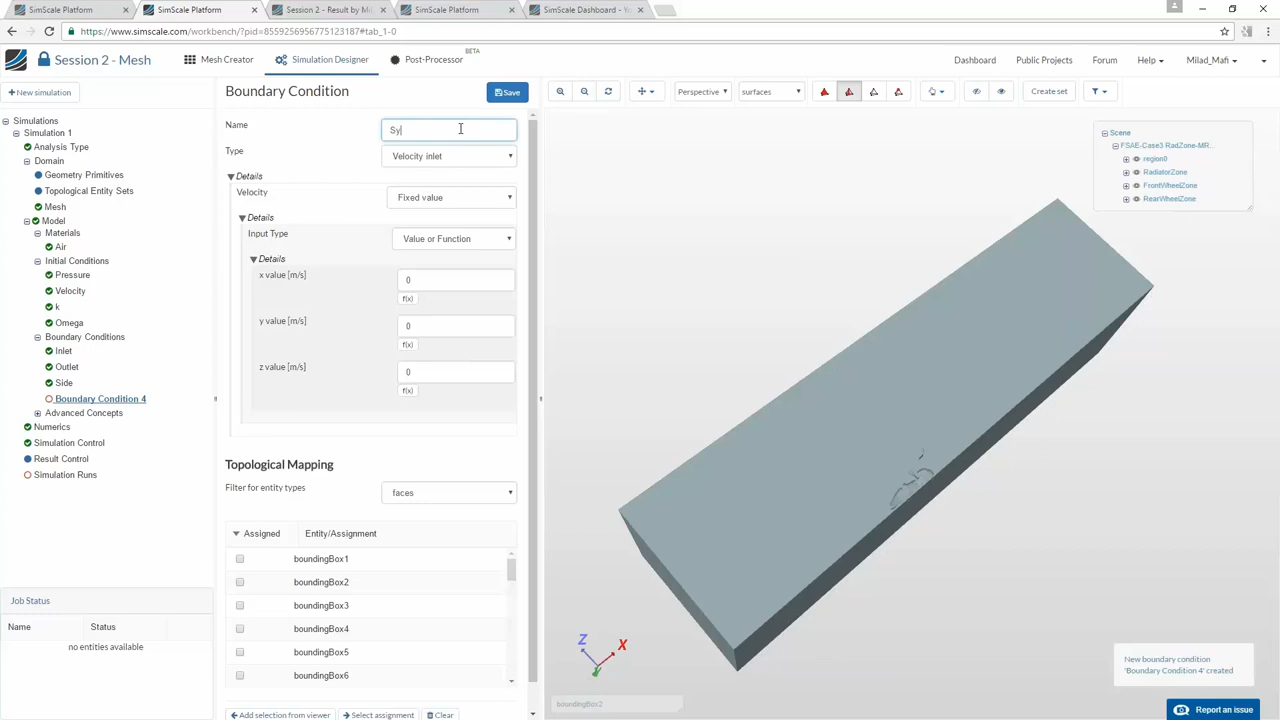 SimScale Platform
SimScale Platform
Session 2 - Result by Mi
SimScale Platform
SimScale Dashboard - Yo
https://www.simscale.com/workbench/?pid=8559256956775123187#tab_1-0
Session 2 - Mesh
Mesh Creator
Simulation Designer
Post-Processor
BETA
Dashboard
Public Projects
Forum
Help
Milad_Mafi
New simulation
Simulations
Simulation 1
Analysis Type
Domain
Geometry Primitives
Topological Entity Sets
Mesh
Model
Materials
Air
Initial Conditions
Pressure
Velocity
k
Omega
Boundary Conditions
Inlet
Outlet
Side
Boundary Condition 4
Advanced Concepts
Numerics
Simulation Control
Result Control
Simulation Runs
Job Status
Name Status
no entities available
Boundary Condition
Save
Name Sy
Type Velocity inlet
Details
Velocity Fixed value
Details
Input Type Value or Function
Details
x value [m/s] 0
f(x)
y value [m/s] 0
f(x)
z value [m/s] 0
f(x)
Topological Mapping
Filter for entity types faces
Assigned Entity/Assignment
boundingBox1
boundingBox2
boundingBox3
boundingBox4
boundingBox5
boundingBox6
Add selection from viewer
Select assignment
Clear
Perspective
surfaces
Create set
Scene
FSAE-Case3 RadZone-MR...
region0
RadiatorZone
FrontWheelZone
RearWheelZone
Z
X
Y
boundingBox2
New boundary condition
'Boundary Condition 4' created
Report an issue